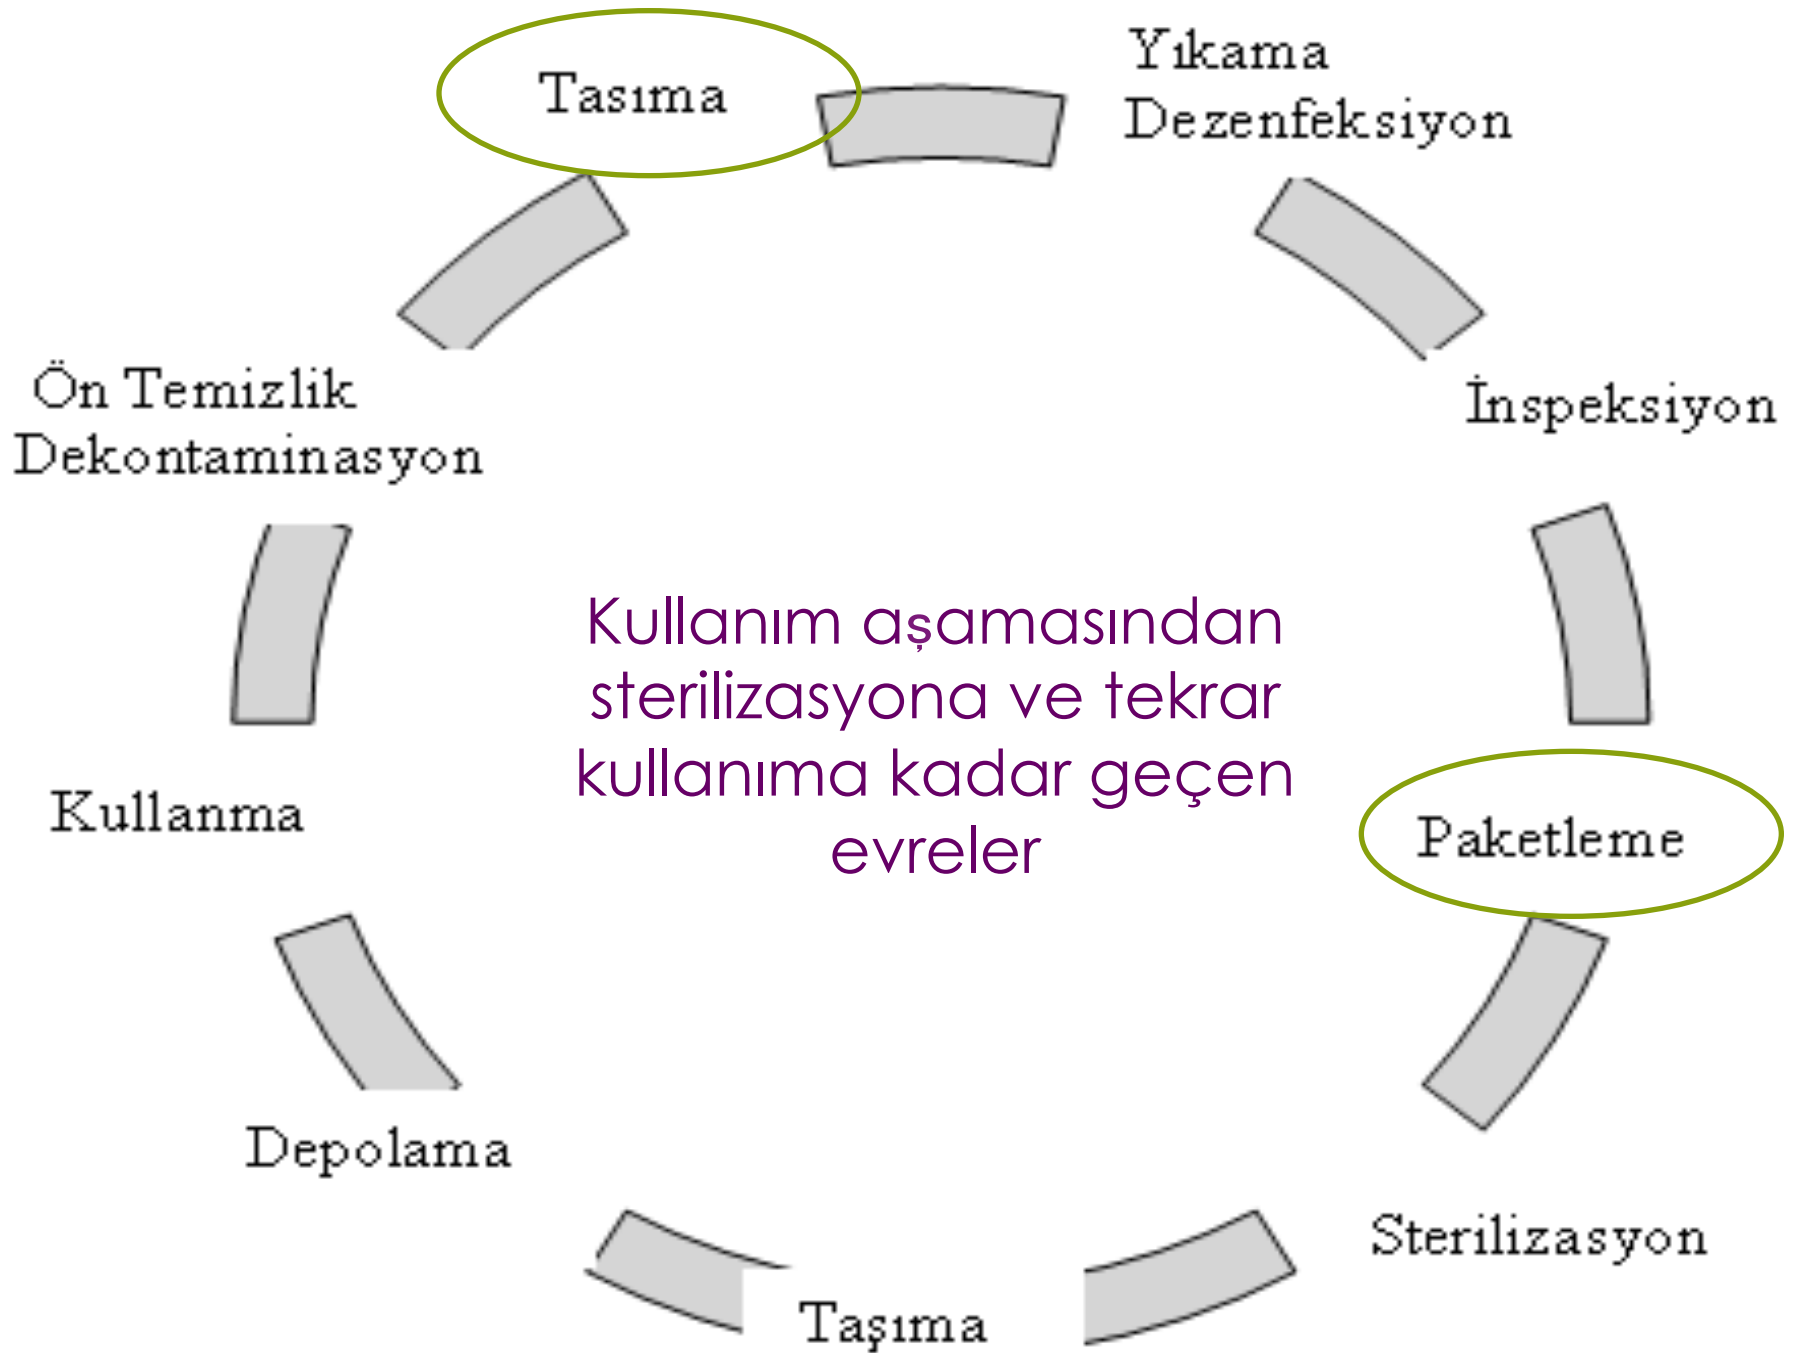 Tasıma
Yıkama
Dezenfeksiyon
Ön Temizlik
Dekontaminasyon
İnspeksiyon
Kullanım aşamasından
sterilizasyona ve tekrar
kullanıma kadar geçen
evreler
Kullanma
Paketleme
Depolama
Sterilizasyon
Taşıma